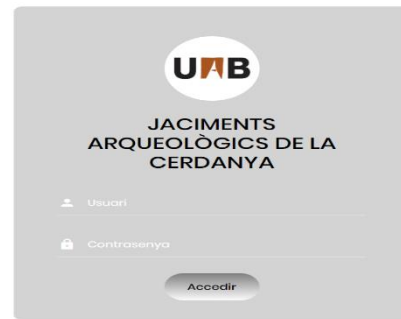 UAB
JACIMENTS
ARQUEOLÒGICS DE LA
CERDANYA
Usuari
Contrasenya
Accedir